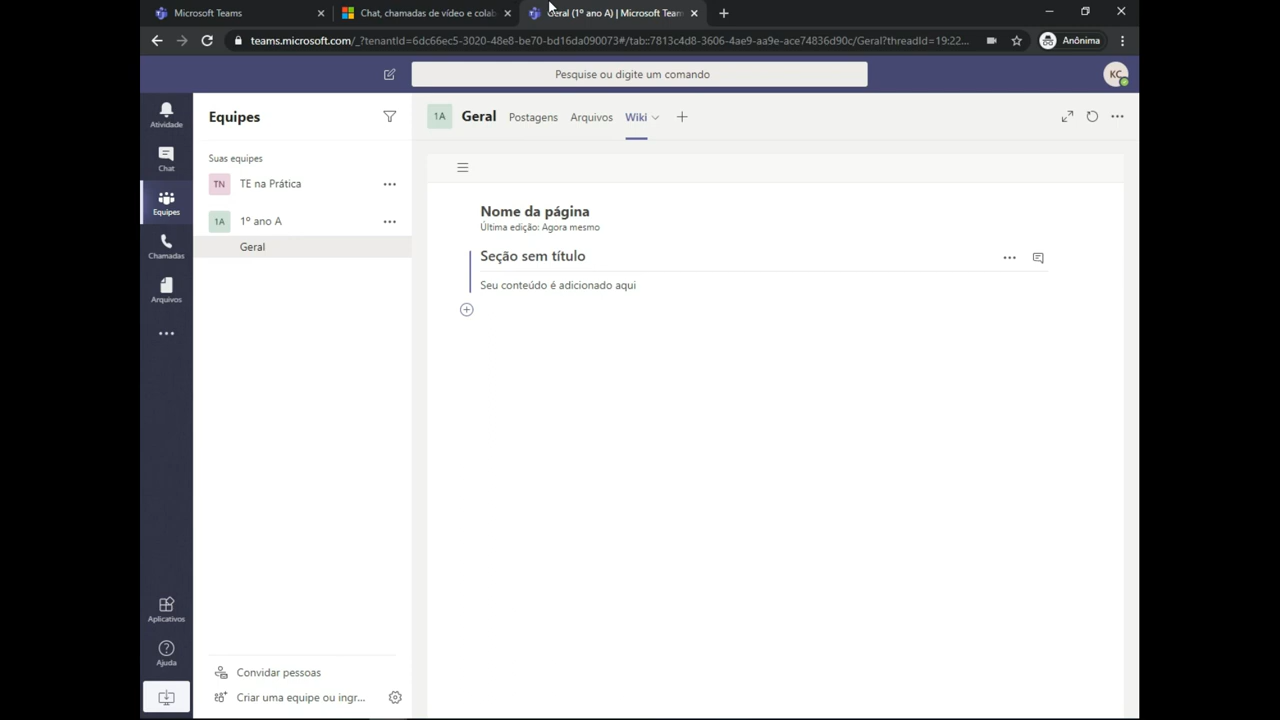 Microsoft Teams
Chat, chamadas de vídeo e colab
Geral (1º ano A) | Microsoft Team
teams.microsoft.com/_?tenantId=6dc66ec5-3020-48e8-be70-bd16da090073#/tab::7813c4d8-3606-4ae9-aa9e-ace74836d90c/Geral?threadId=19:22...
Anônima
Pesquise ou digite um comando
KC
Atividade
Chat
Equipes
Chamadas
Arquivos
Aplicativos
Ajuda
Equipes
Suas equipes
TN TE na Prática
1A 1º ano A
Geral
Convidar pessoas
Criar uma equipe ou ingr...
1A Geral Postagens Arquivos Wiki
Nome da página
Última edição: Agora mesmo
Seção sem título
Seu conteúdo é adicionado aqui